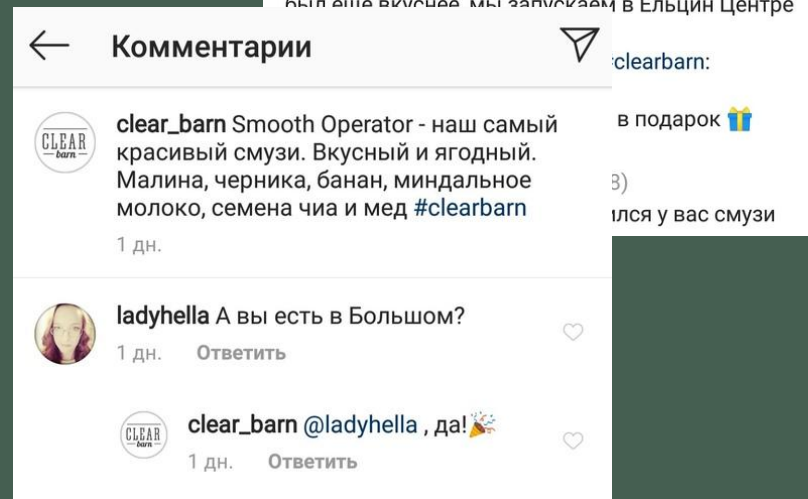 был еще вкуснее, мы запускаем в Ельцин Центре
clearbarn:
в подарок 🎁
8)
лся у вас смузи
Комментарии
CLEAR
barn
clear_barn Smooth Operator - наш самый
красивый смузи. Вкусный и ягодный.
Малина, черника, банан, миндальное
молоко, семена чиа и мед #clearbarn
1 дн.
ladyhella А вы есть в Большом?
1 дн. Ответить
CLEAR
barn
clear_barn @ladyhella , да!🎉
1 дн. Ответить